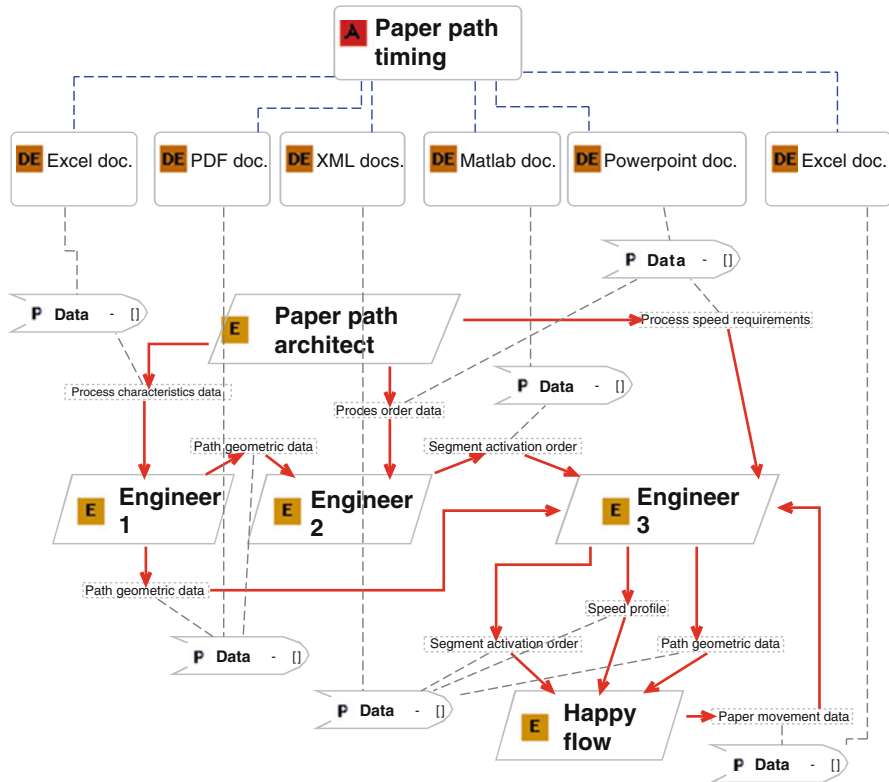 A Paper path
timing
DE Excel doc.
DE PDF doc.
DE XML docs.
DE Matlab doc.
DE Powerpoint doc.
DE Excel doc.
P Data - []
P Data - []
E Paper path
architect
Process speed requirements
P Data - []
Process characteristics data
Proces order data
Path geometric data
Segment activation order
E Engineer
1
E Engineer
2
E Engineer
3
Path geometric data
Speed profile
Segment activation order
Path geometric data
P Data - []
P Data - []
E Happy
flow
Paper movement data
P Data - []